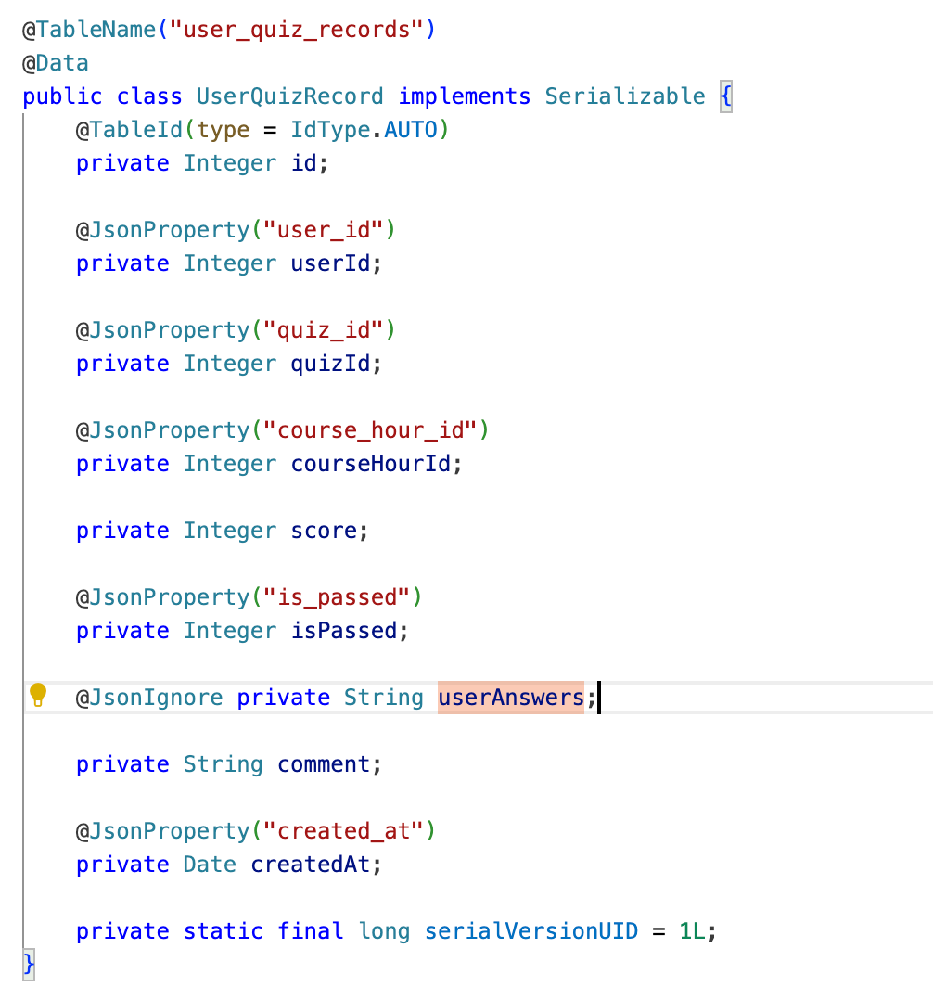 @TableName("user_quiz_records")
@Data
public class UserQuizRecord implements Serializable {
    @TableId(type = IdType.AUTO)
    private Integer id;

    @JsonProperty("user_id")
    private Integer userId;

    @JsonProperty("quiz_id")
    private Integer quizId;

    @JsonProperty("course_hour_id")
    private Integer courseHourId;

    private Integer score;

    @JsonProperty("is_passed")
    private Integer isPassed;

    @JsonIgnore private String userAnswers;

    private String comment;

    @JsonProperty("created_at")
    private Date createdAt;

    private static final long serialVersionUID = 1L;
}